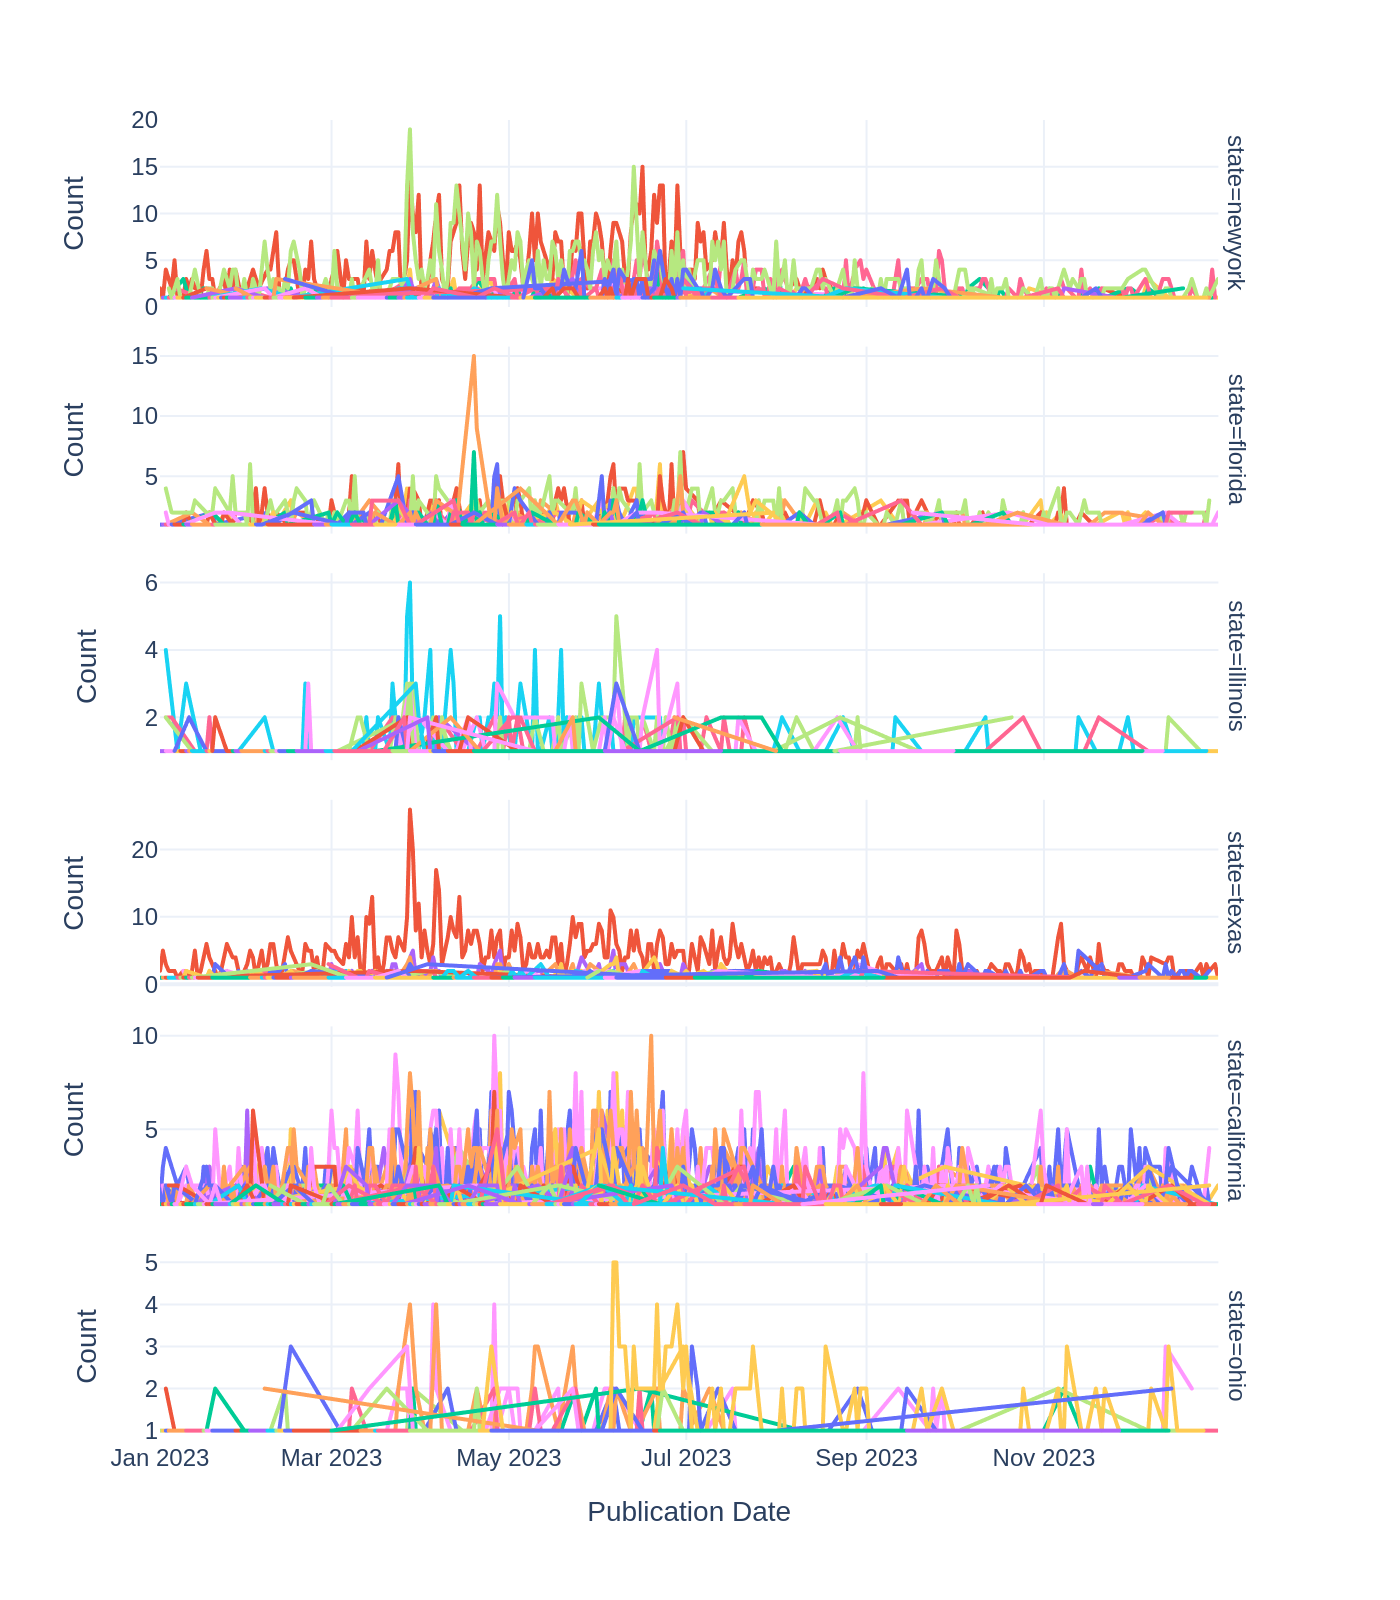 20
15
10
5
0
Count
state=newyork
15
10
5
Count
state=florida
6
4
2
Count
state=illinois
20
10
0
Count
state=texas
10
5
Count
state=california
5
4
3
2
1
Count
state=ohio
Jan 2023 Mar 2023 May 2023 Jul 2023 Sep 2023 Nov 2023
Publication Date